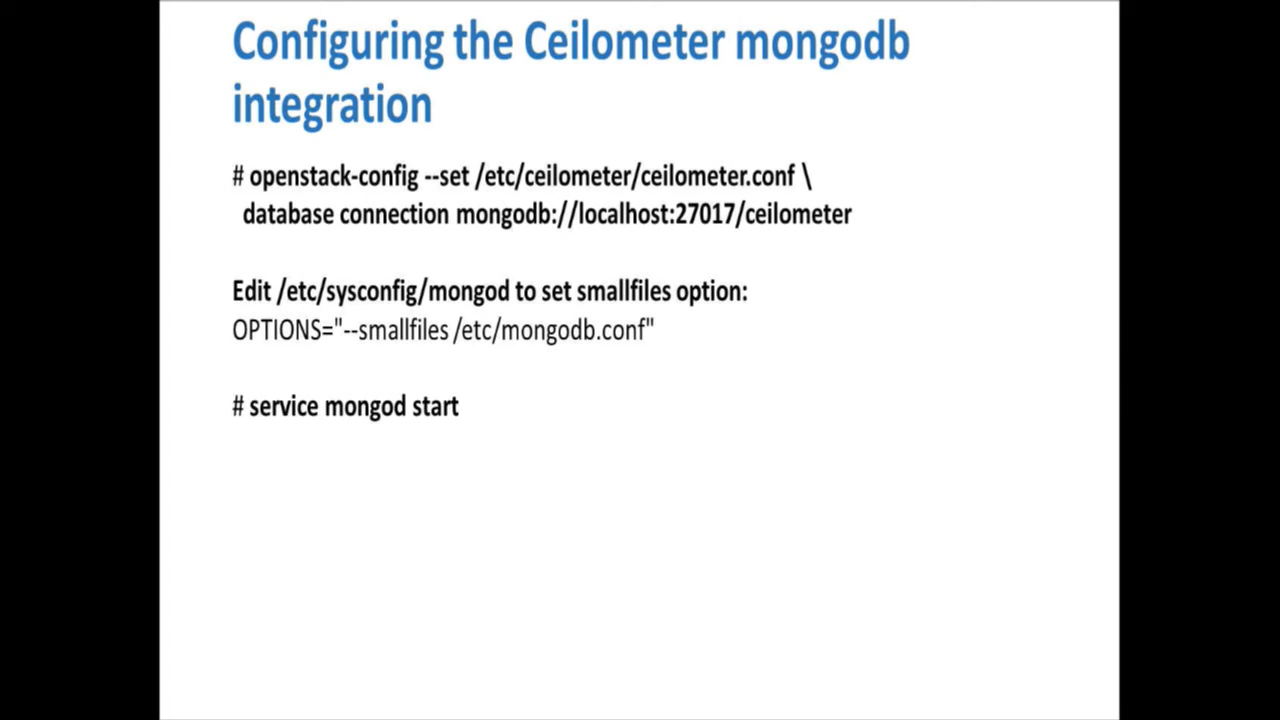 Configuring the Ceilometer mongodb
integration
# openstack-config --set /etc/ceilometer/ceilometer.conf \
database connection mongodb://localhost:27017/ceilometer
Edit /etc/sysconfig/mongod to set smallfiles option:
OPTIONS="--smallfiles /etc/mongodb.conf"
# service mongod start